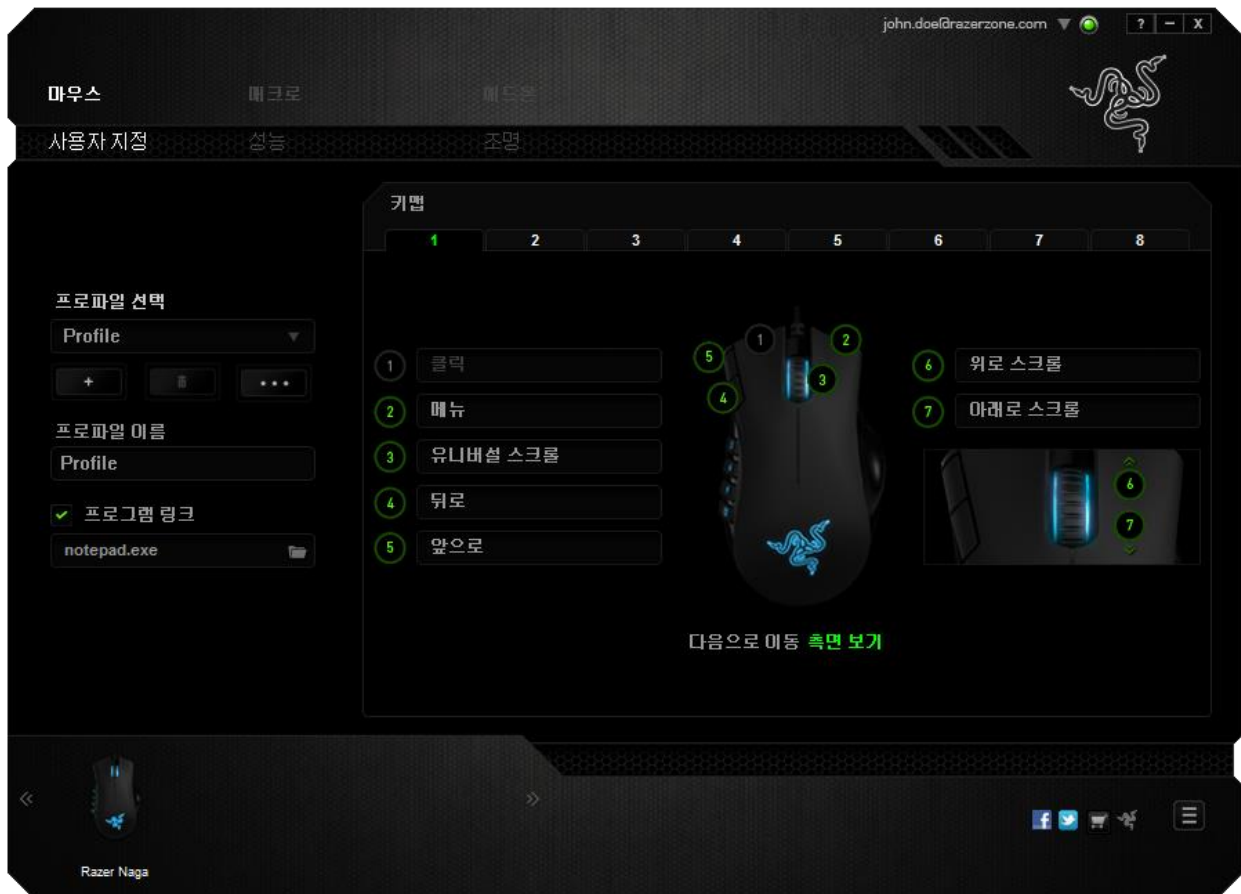 john.doe@razerzone.com ? – X
마우스 매크로 애드온
사용자 지정 성능 조명
키맵
1 2 3 4 5 6 7 8
프로파일 선택
Profile
+ •••
프로파일 이름
Profile
프로그램 링크
notepad.exe
1 클릭
2 메뉴
3 유니버설 스크롤
4 뒤로
5 앞으로
1
2
3
4
5
6 위로 스크롤
7 아래로 스크롤
6
7
다음으로 이동 측면 보기
Razer Naga